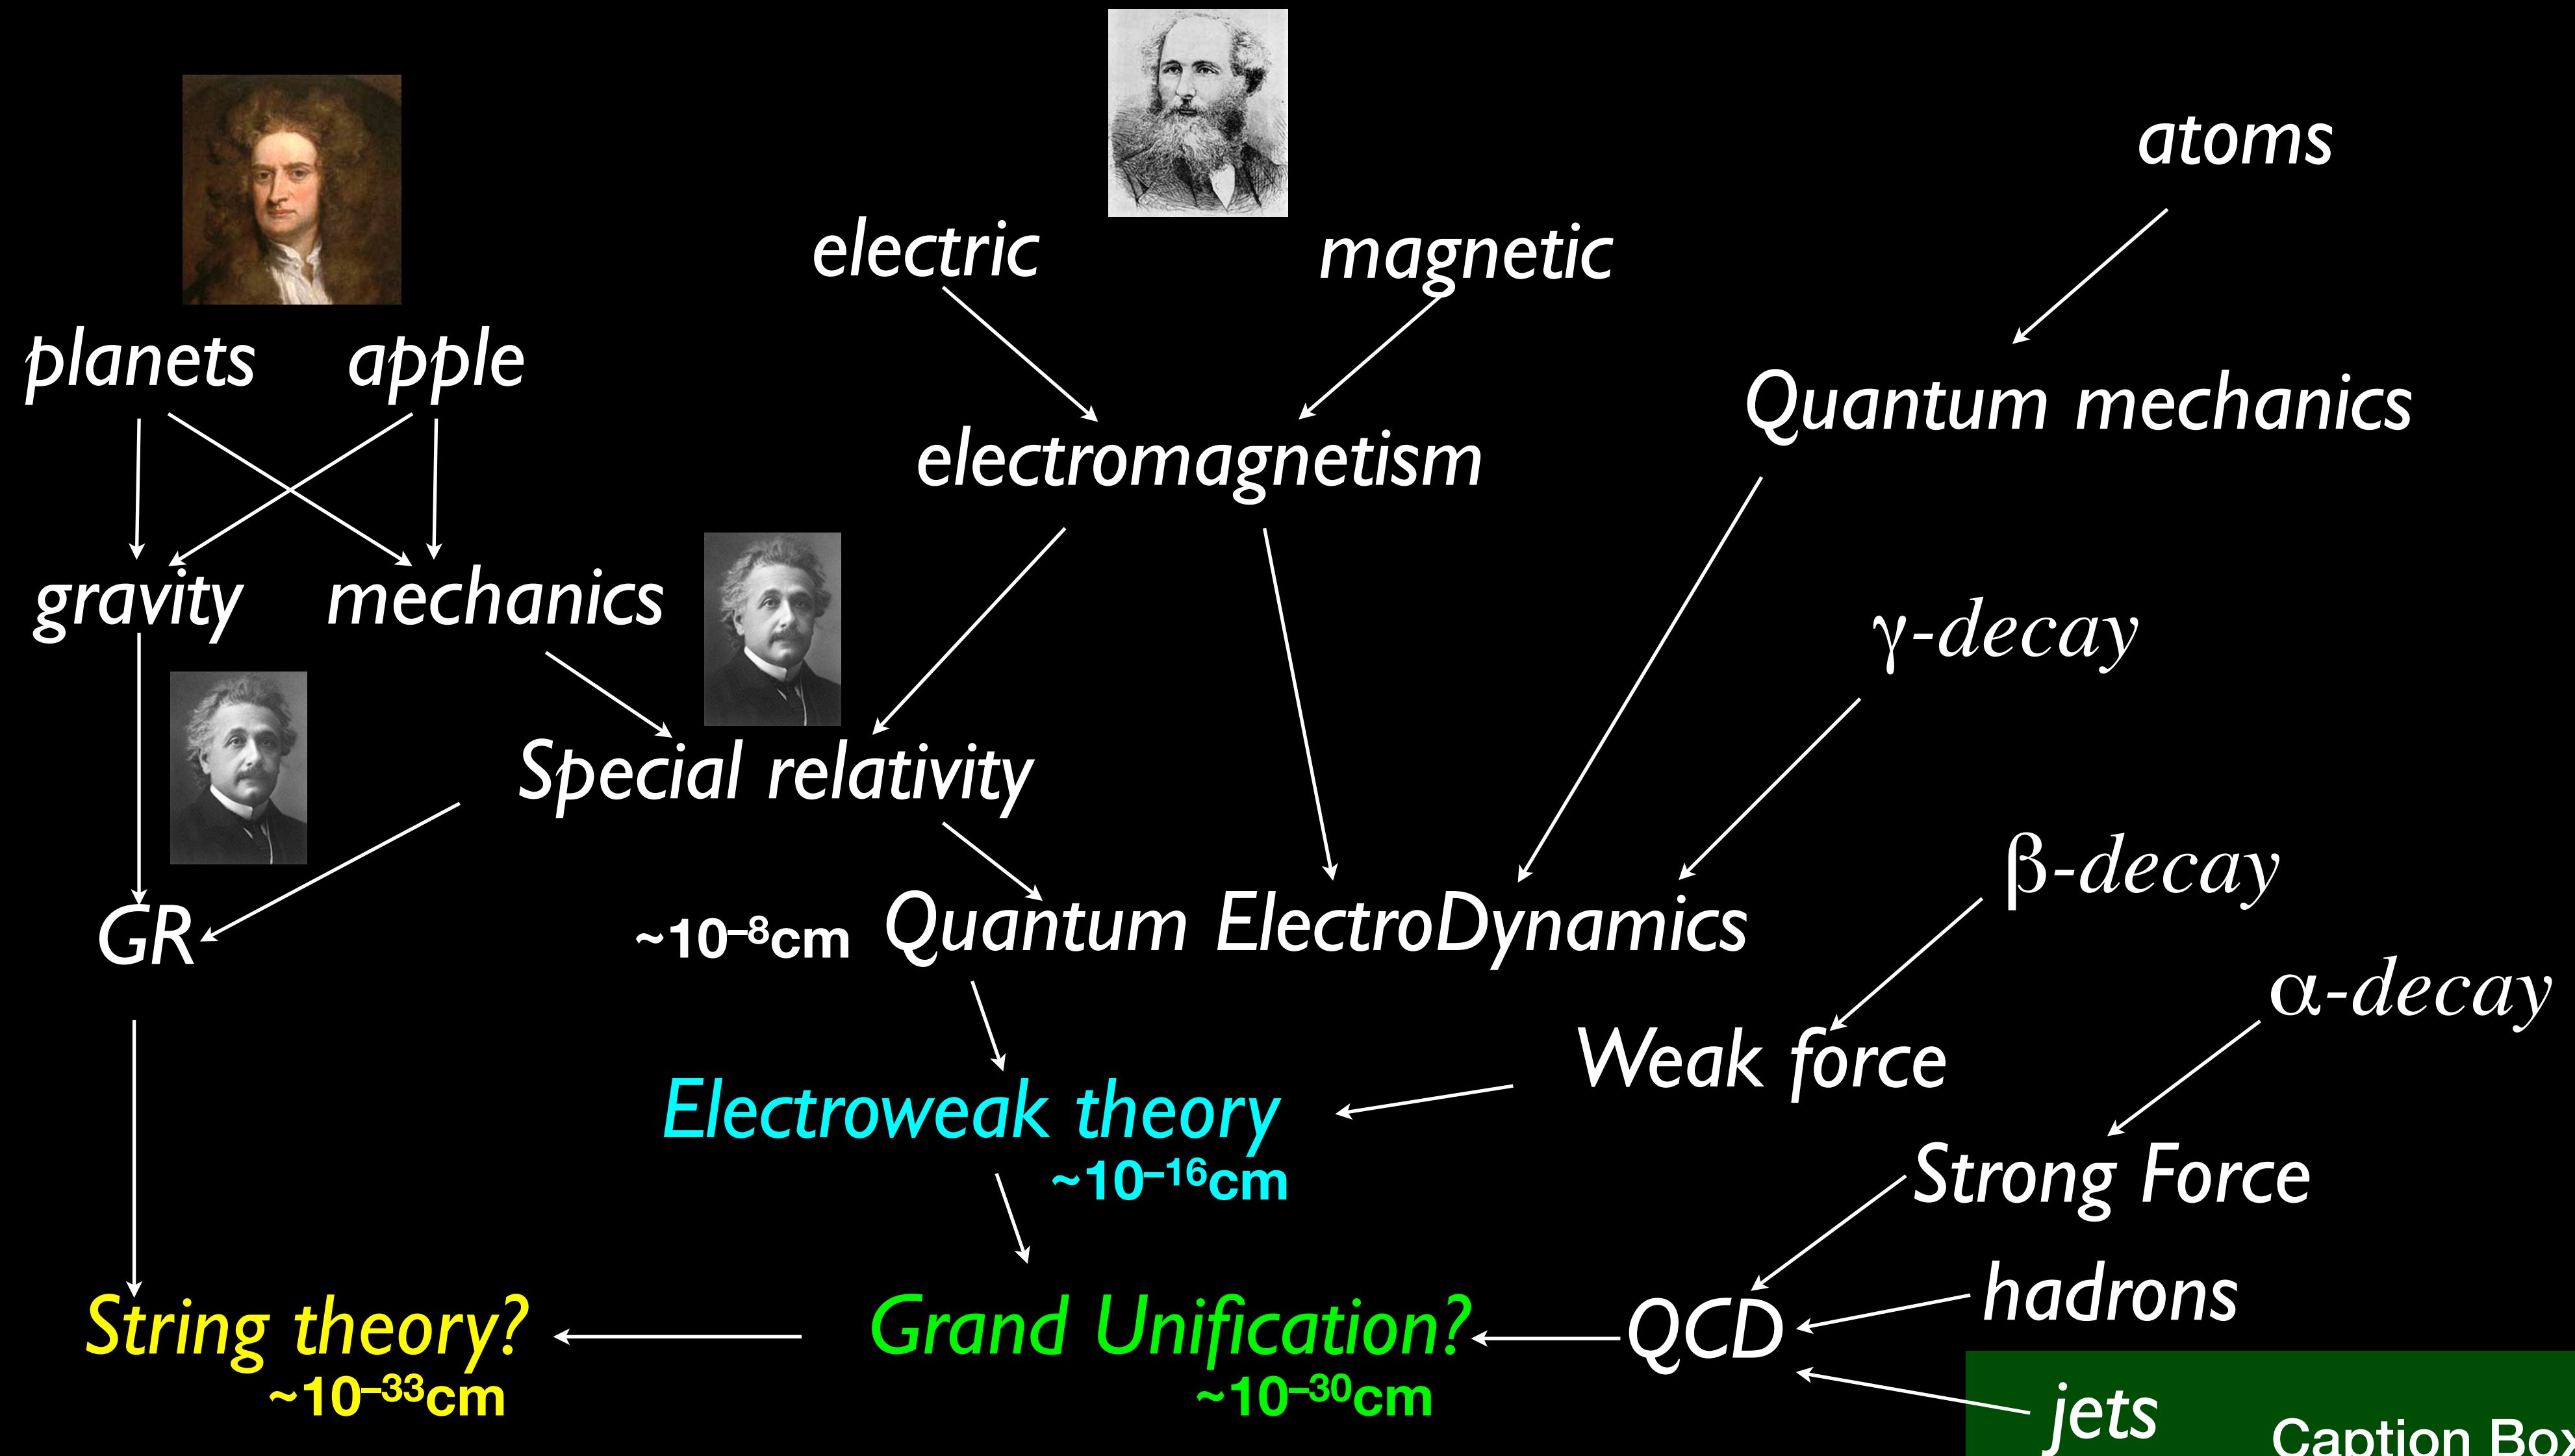 atoms
electric
magnetic
planets
apple
Quantum mechanics
electromagnetism
gravity
mechanics
γ-decay
Special relativity
β-decay
GR
~10–8cm
Quantum ElectroDynamics
α-decay
Weak force
Electroweak theory
~10–16cm
Strong Force
hadrons
String theory?
~10–33cm
Grand Unification?
~10–30cm
QCD
jets
Caption Box